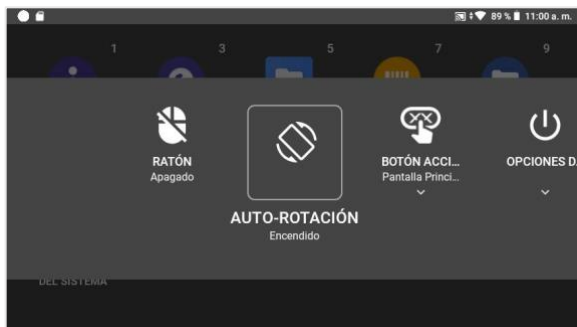 89 % 11:00 a. m.
1 3 5 7 9
RATÓN
Apagado
AUTO-ROTACIÓN
Encendido
BOTÓN ACCI...
Pantalla Princi...
OPCIONES D
DEL SISTEMA